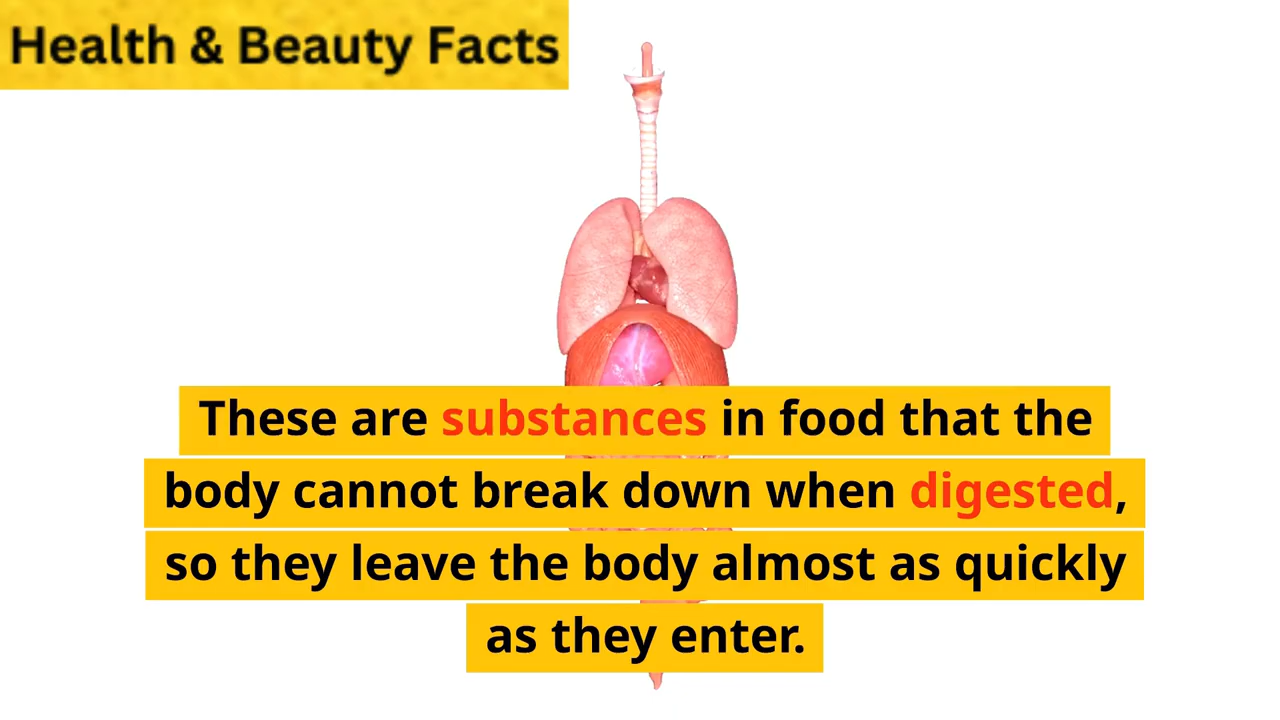 Health & Beauty Facts
These are substances in food that the
body cannot break down when digested,
so they leave the body almost as quickly
as they enter.